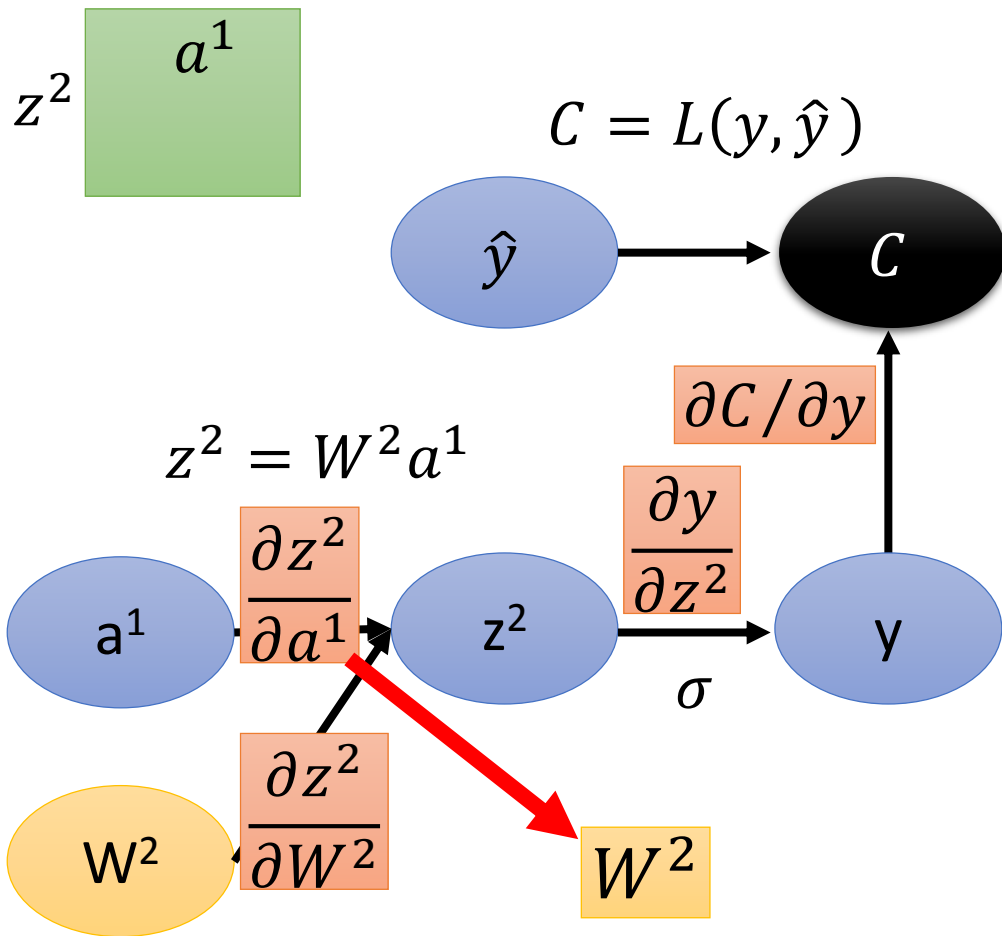 a¹
z²
C = L(y, ŷ)
ŷ
C
∂C/∂y
z² = W²a¹
∂y
∂z²
∂z²
∂a¹
a¹
z²
y
σ
∂z²
∂W²
W²
W²